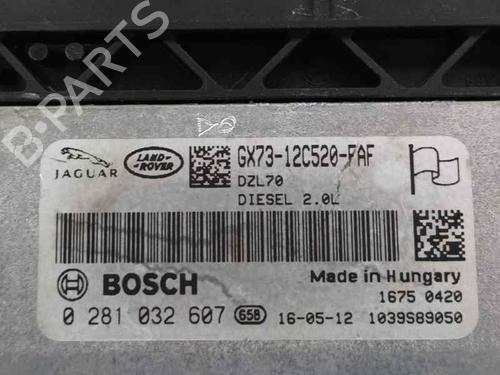 B-PARTS
JAGUAR
LAND-
ROVER
GX73-12C520-FAF
DZL70
DIESEL 2.0L
BOSCH
Made in Hungary
1675 0420
0 281 032 607 658 16-05-12 1039S89050